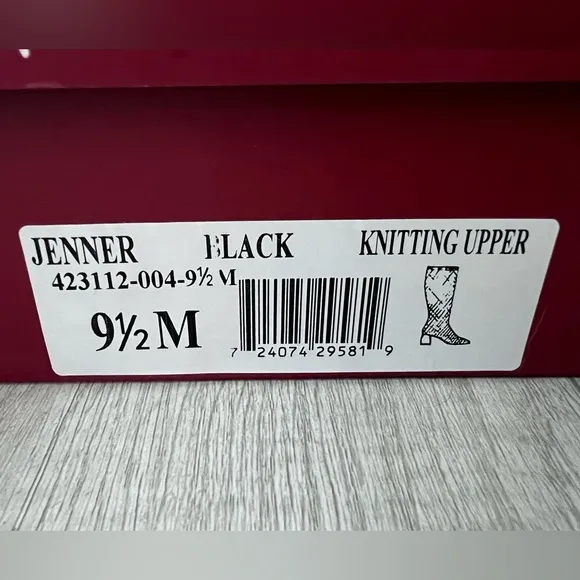 JENNER BLACK KNITTING UPPER
423112-004-9½ M
9½ M
7 24074 29581 9